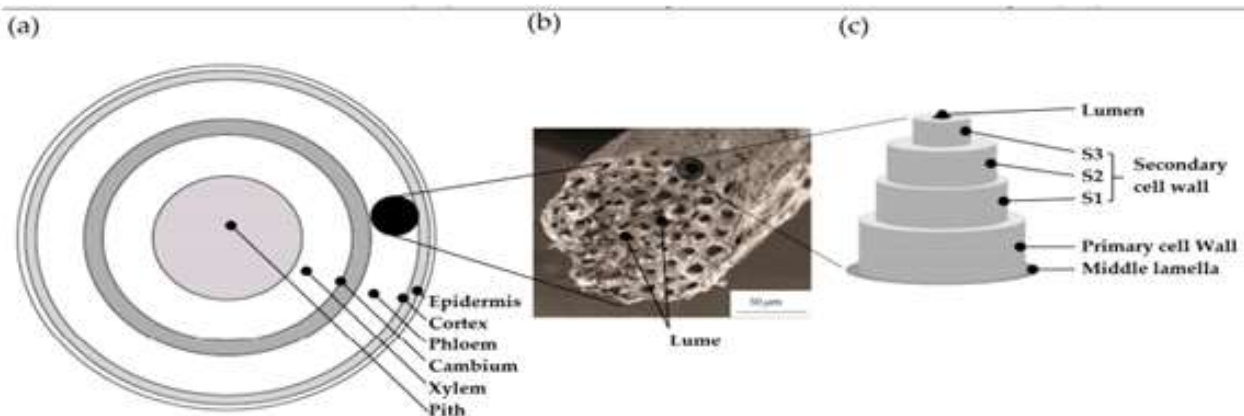 (a)
(b)
(c)
Epidermis
Cortex
Phloem
Cambium
Xylem
Pith
50 µm
Lume
Lumen
S3
S2
S1
Secondary
cell wall
Primary cell Wall
Middle lamella